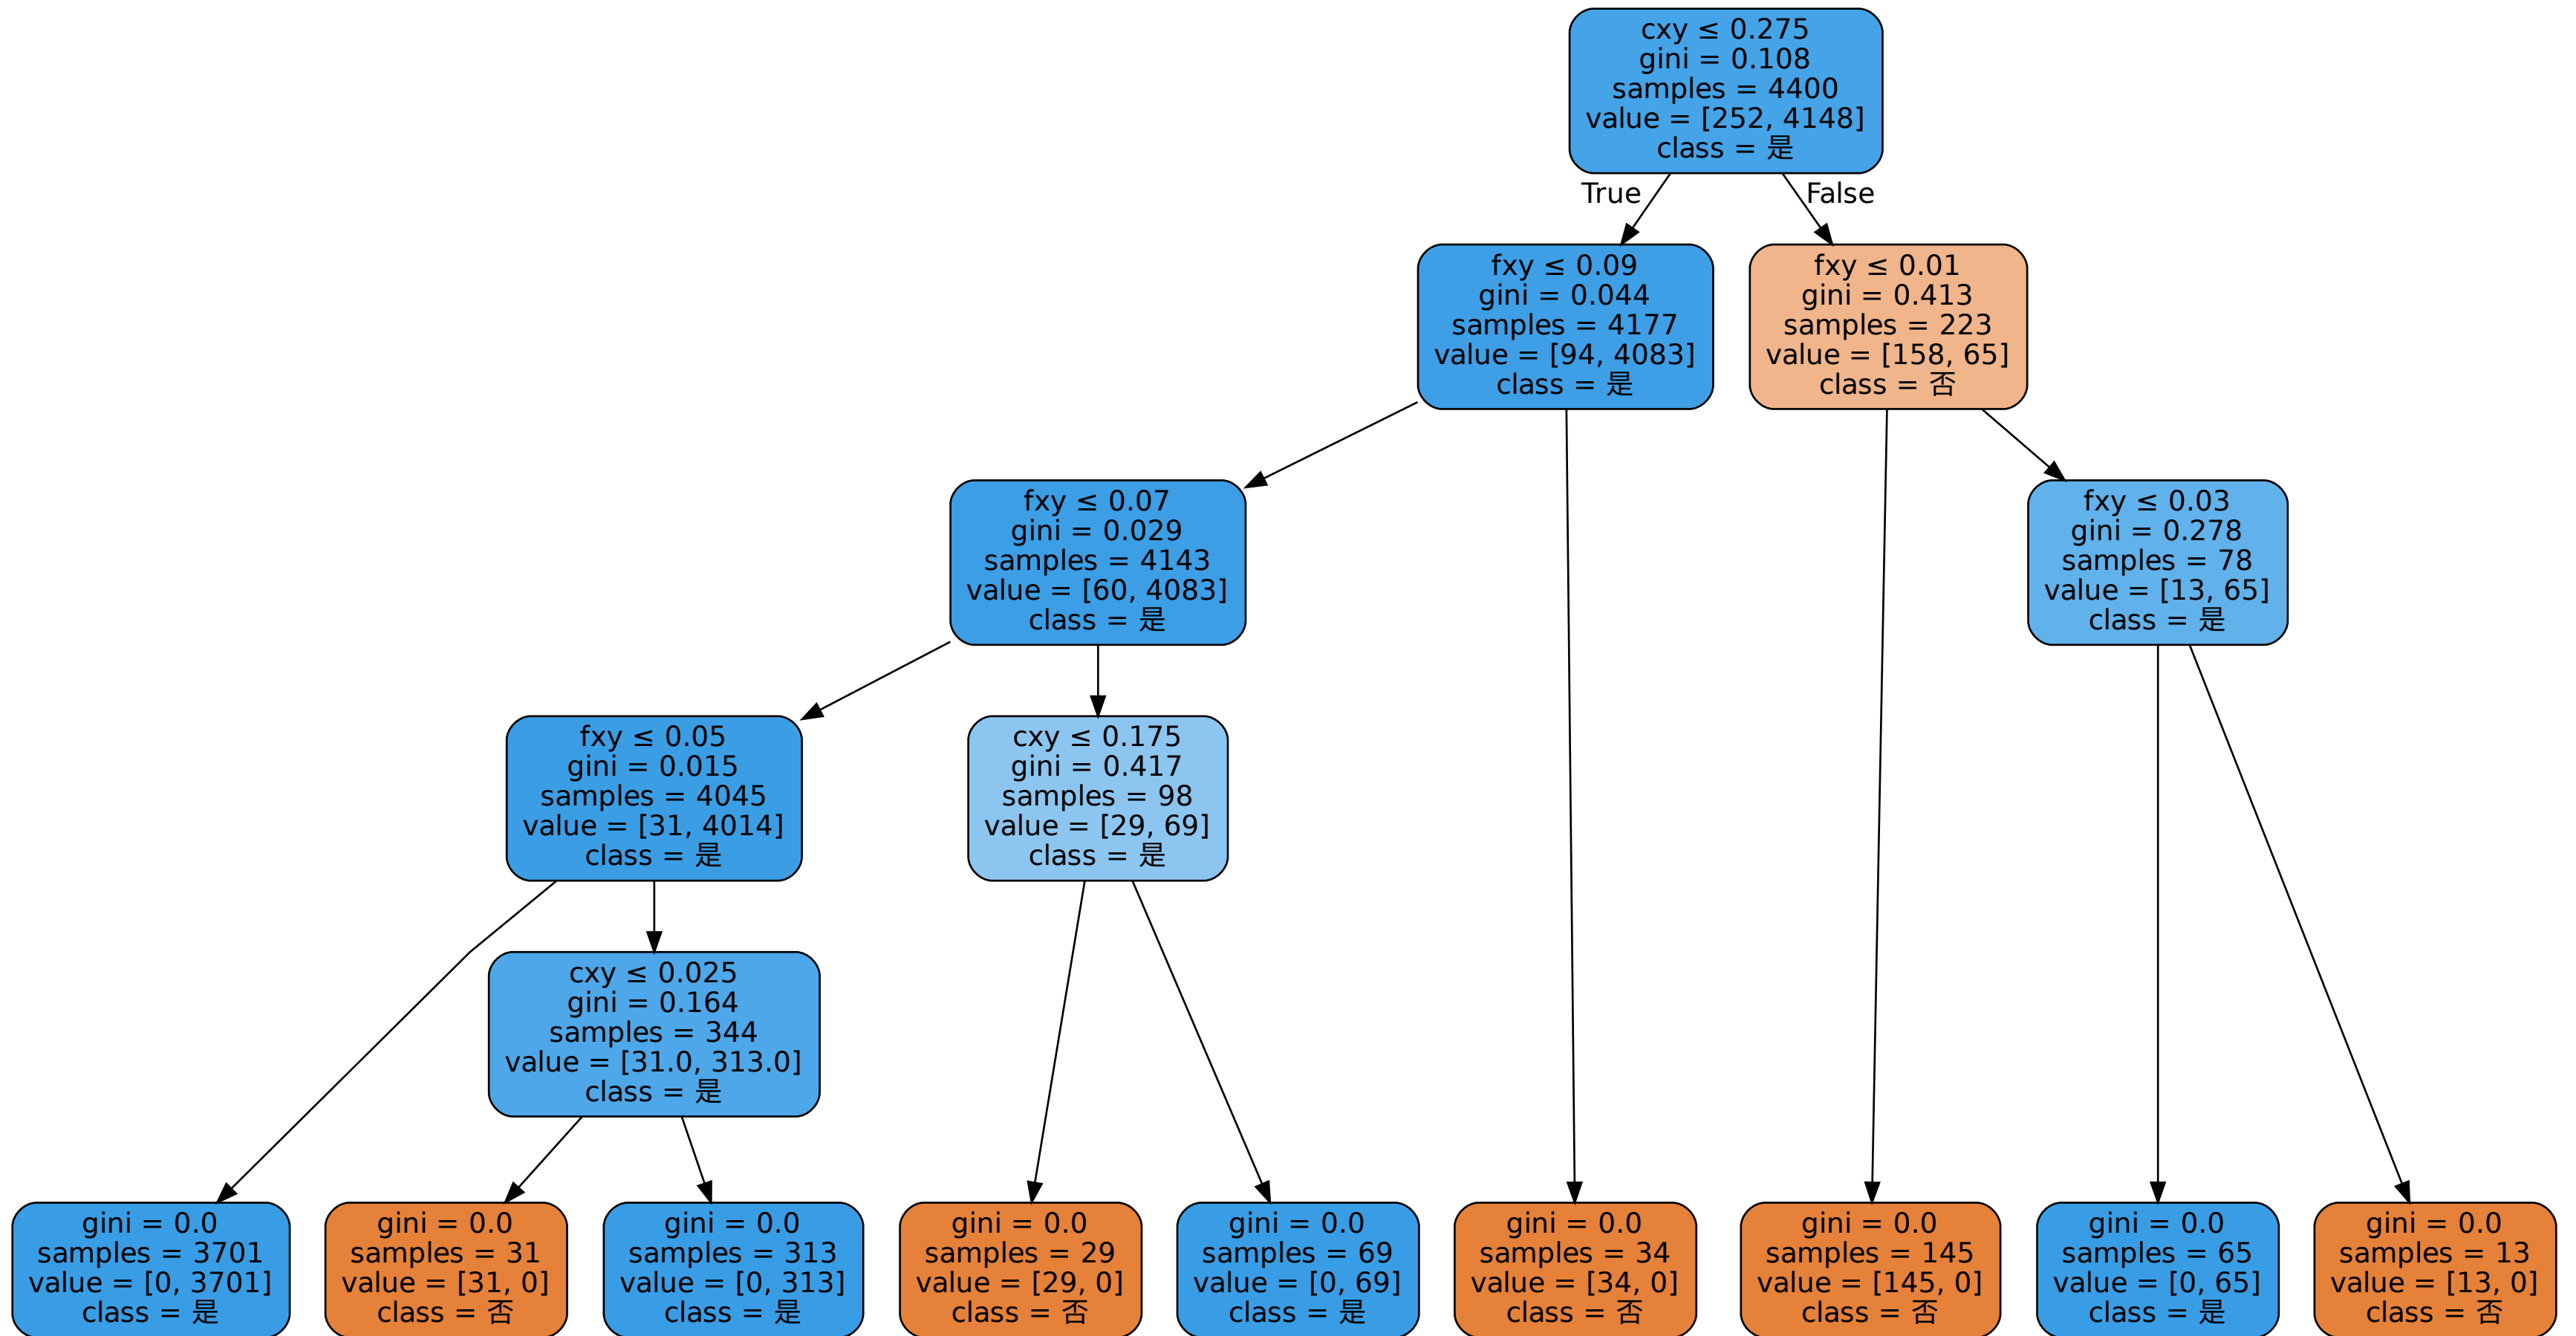 cxy ≤ 0.275
gini = 0.108
samples = 4400
value = [252, 4148]
class = 是
True
False
fxy ≤ 0.09
gini = 0.044
samples = 4177
value = [94, 4083]
class = 是
fxy ≤ 0.01
gini = 0.413
samples = 223
value = [158, 65]
class = 否
fxy ≤ 0.07
gini = 0.029
samples = 4143
value = [60, 4083]
class = 是
fxy ≤ 0.03
gini = 0.278
samples = 78
value = [13, 65]
class = 是
fxy ≤ 0.05
gini = 0.015
samples = 4045
value = [31, 4014]
class = 是
cxy ≤ 0.175
gini = 0.417
samples = 98
value = [29, 69]
class = 是
cxy ≤ 0.025
gini = 0.164
samples = 344
value = [31.0, 313.0]
class = 是
gini = 0.0
samples = 3701
value = [0, 3701]
class = 是
gini = 0.0
samples = 31
value = [31, 0]
class = 否
gini = 0.0
samples = 313
value = [0, 313]
class = 是
gini = 0.0
samples = 29
value = [29, 0]
class = 否
gini = 0.0
samples = 69
value = [0, 69]
class = 是
gini = 0.0
samples = 34
value = [34, 0]
class = 否
gini = 0.0
samples = 145
value = [145, 0]
class = 否
gini = 0.0
samples = 65
value = [0, 65]
class = 是
gini = 0.0
samples = 13
value = [13, 0]
class = 否